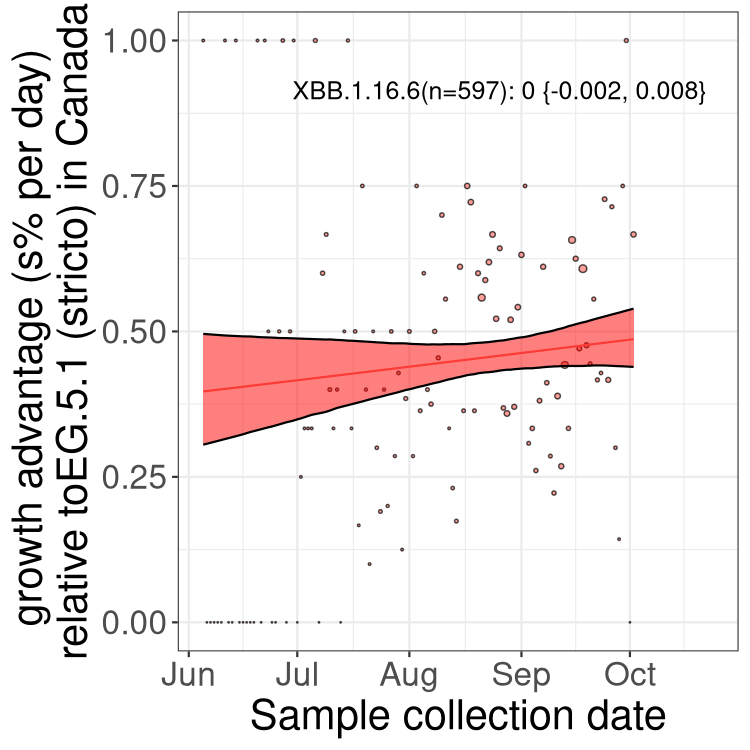 growth advantage (s% per day)
relative toEG.5.1 (stricto) in Canada
1.00
0.75
0.50
0.25
0.00
XBB.1.16.6(n=597): 0 {-0.002, 0.008}
Jun Jul Aug Sep Oct
Sample collection date